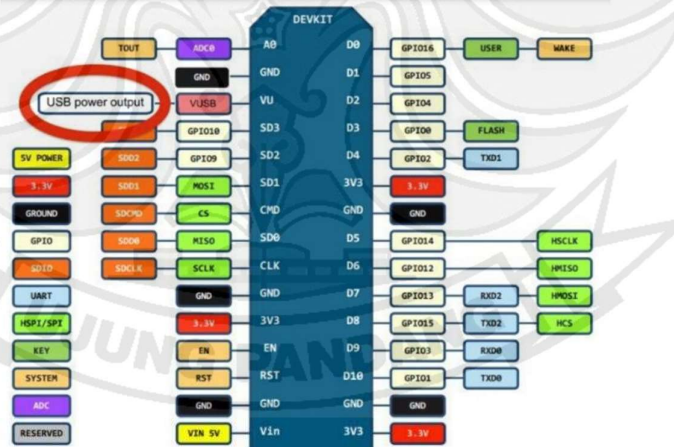 DEVKIT
TOUT ADC0 A0 D0 GPIO16 USER WAKE
GND GND D1 GPIO5
USB power output VUSB VU D2 GPIO4
GPIO10 SD3 D3 GPIO0 FLASH
5V POWER SDD2 GPIO9 SD2 D4 GPIO2 TXD1
3.3V SDD1 MOSI SD1 3V3 3.3V
GROUND SDCMD CS CMD GND GND
GPIO SDD0 MISO SD0 D5 GPIO14 HSCLK
SDIO SDCLK SCLK CLK D6 GPIO12 HMISO
UART GND GND D7 GPIO13 RXD2 HMOSI
HSPI/SPI 3.3V 3V3 D8 GPIO15 TXD2 HCS
KEY EN EN D9 GPIO3 RXD0
SYSTEM RST RST D10 GPIO1 TXD0
ADC GND GND GND GND
RESERVED VIN 5V Vin 3V3 3.3V
UJUNG PANDANG